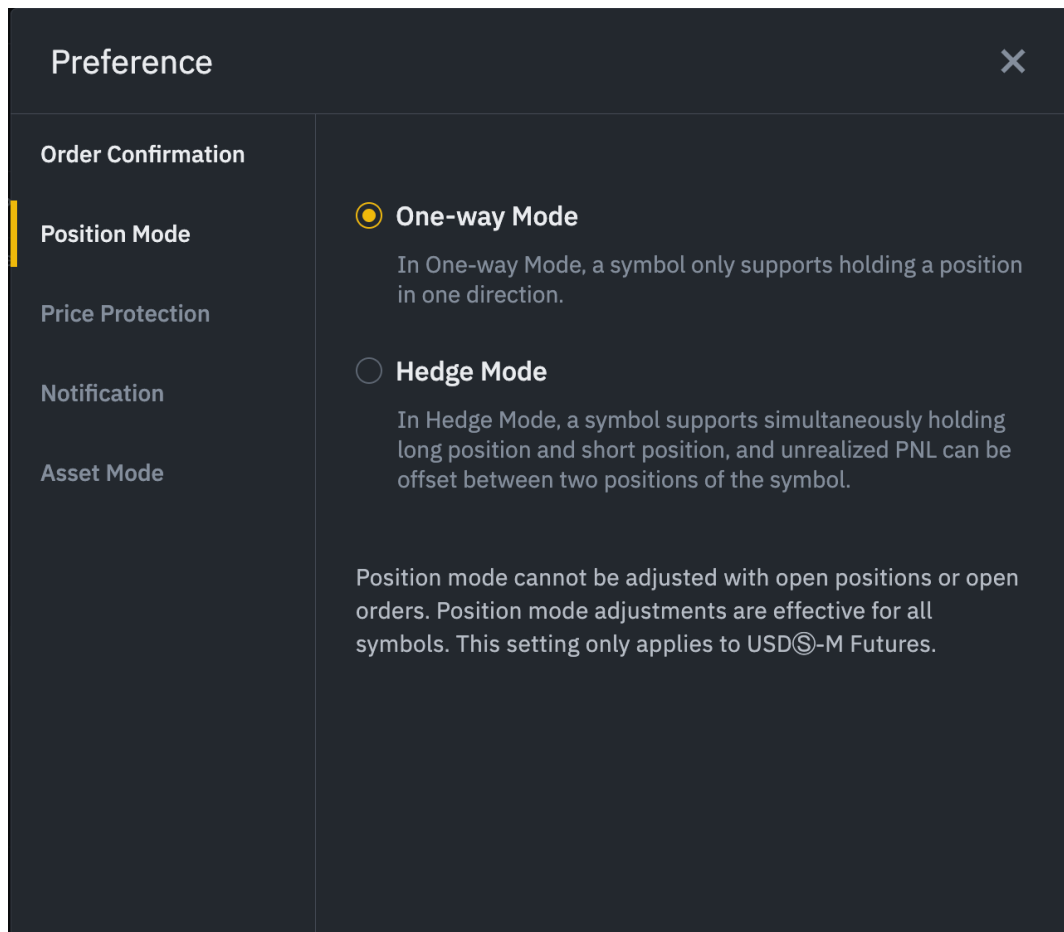 Preference
Order Confirmation
Position Mode
Price Protection
Notification
Asset Mode
One-way Mode
In One-way Mode, a symbol only supports holding a position
in one direction.
Hedge Mode
In Hedge Mode, a symbol supports simultaneously holding
long position and short position, and unrealized PNL can be
offset between two positions of the symbol.
Position mode cannot be adjusted with open positions or open
orders. Position mode adjustments are effective for all
symbols. This setting only applies to USDⓈ-M Futures.